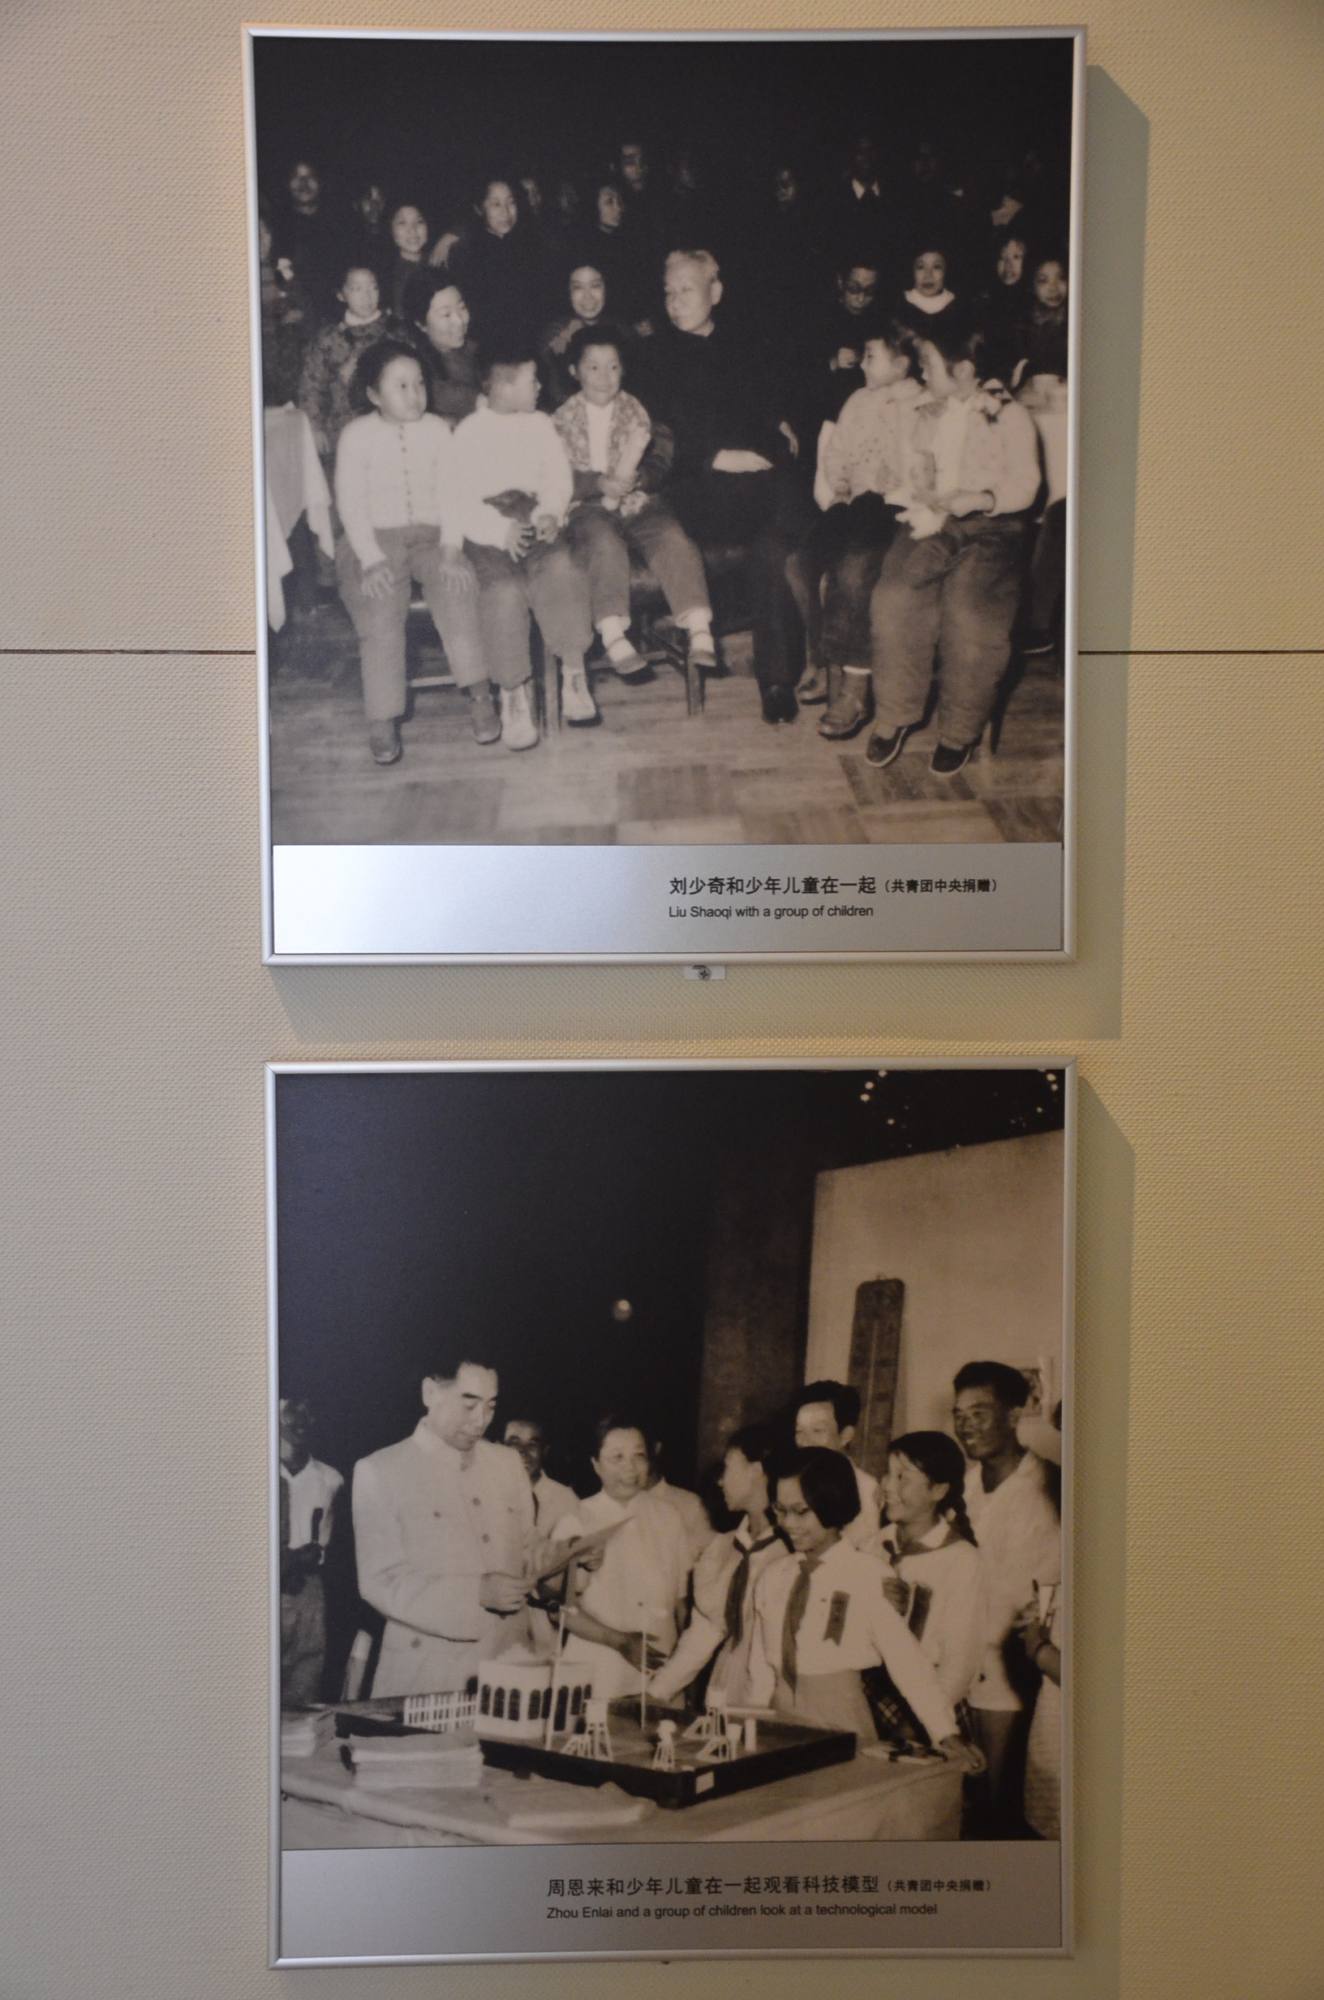 刘少奇和少年儿童在一起（共青团中央捐赠）
Liu Shaoqi with a group of children
周恩来和少年儿童在一起观看科技模型（共青团中央捐赠）
Zhou Enlai and a group of children look at a technological model